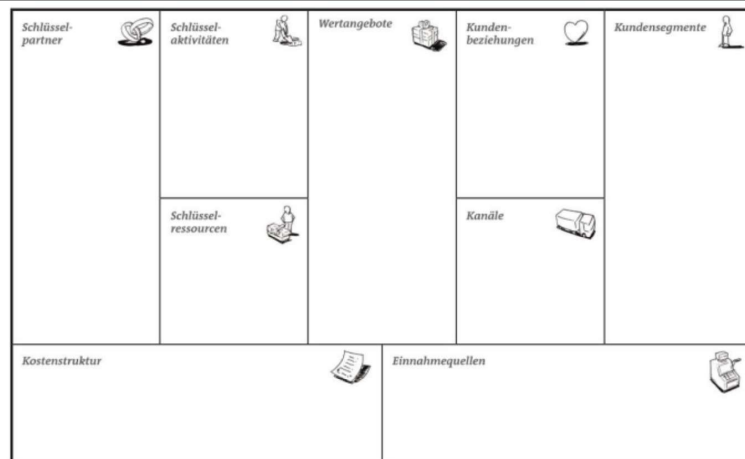 Schlüssel-
partner
Schlüssel-
aktivitäten
Wertangebote
Kunden-
beziehungen
Kundensegmente
Schlüssel-
ressourcen
Kanäle
Kostenstruktur
Einnahmequellen